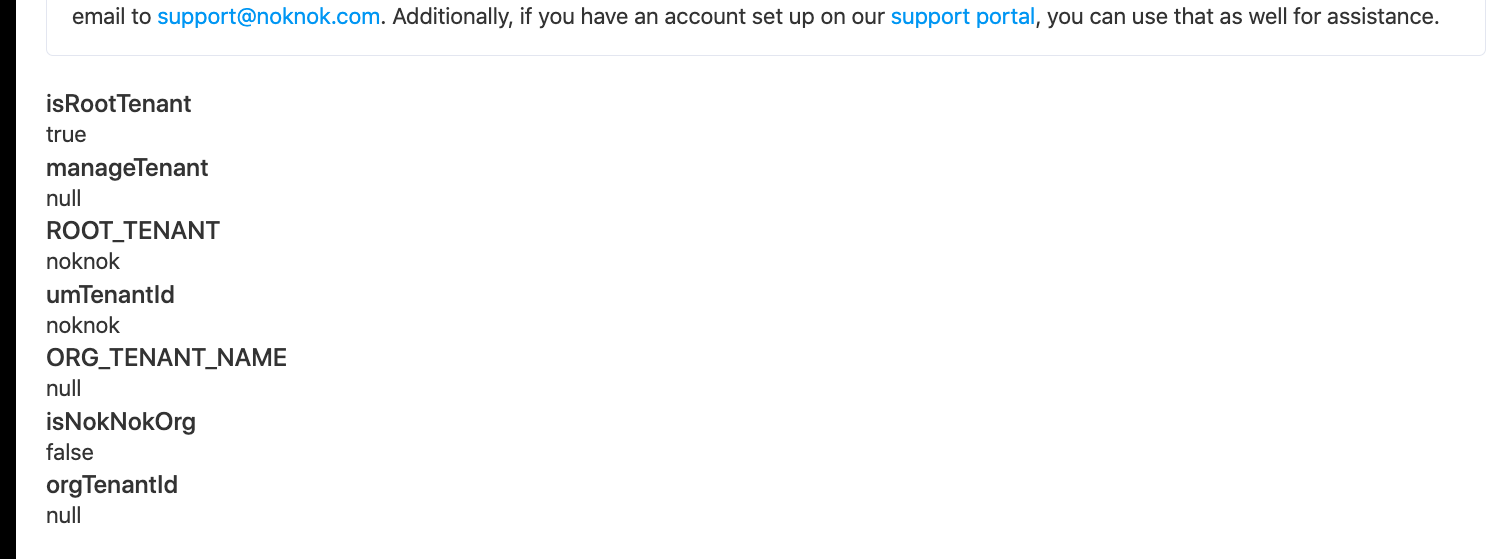 email to support@noknok.com. Additionally, if you have an account set up on our support portal, you can use that as well for assistance.
isRootTenant
true
manageTenant
null
ROOT_TENANT
noknok
umTenantId
noknok
ORG_TENANT_NAME
null
isNokNokOrg
false
orgTenantId
null